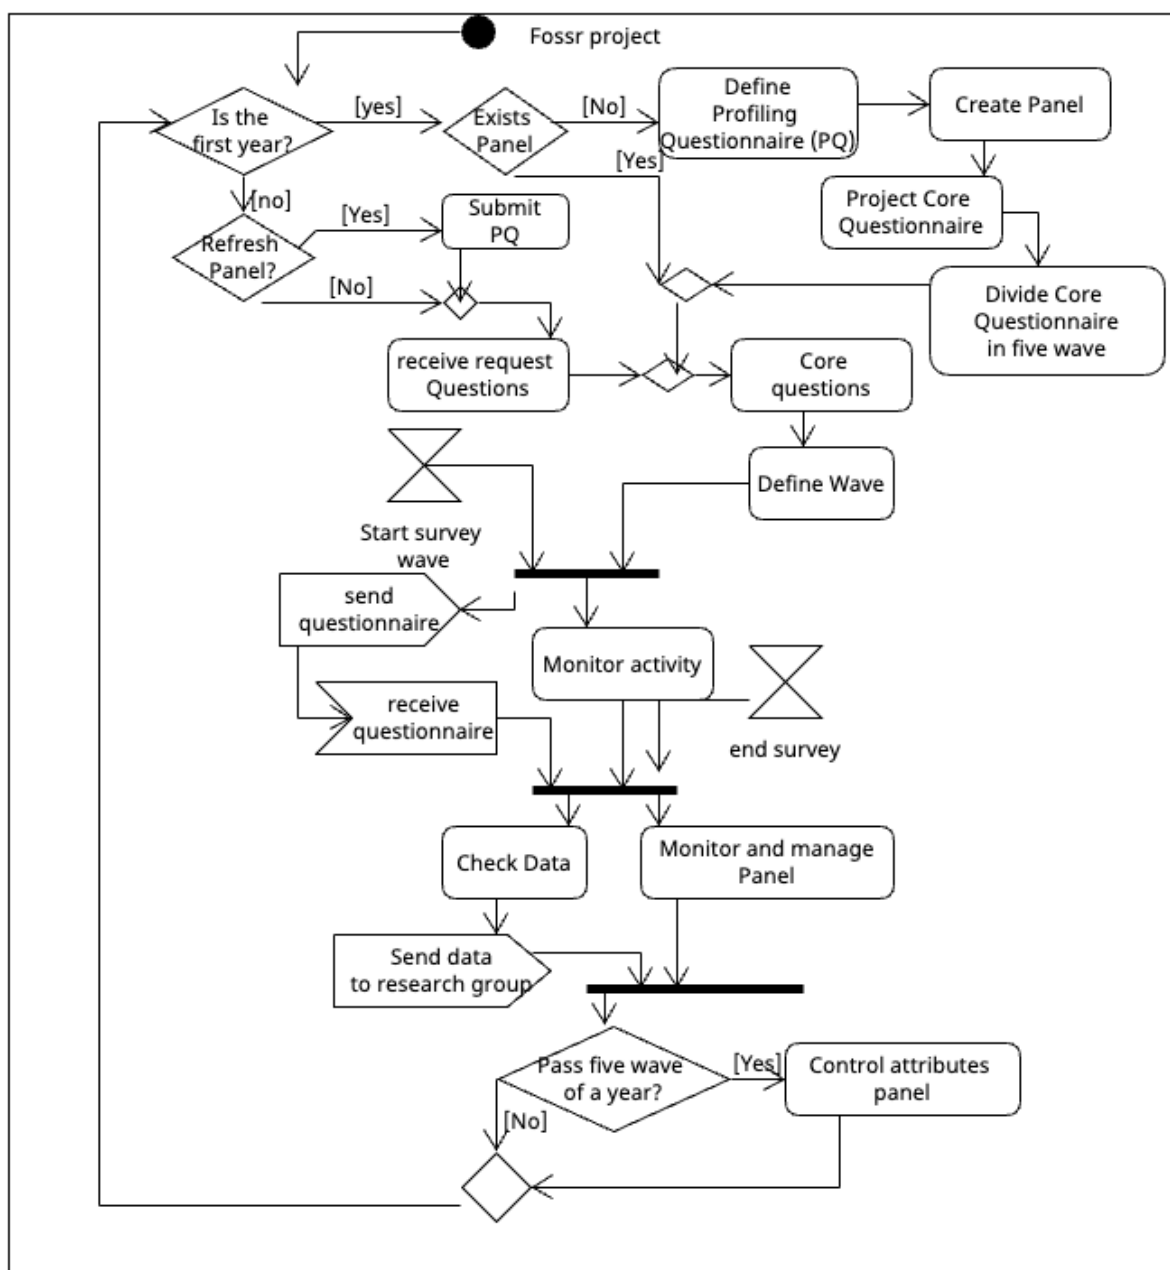 Fossr project
Is the
first year?
[yes]
Exists
Panel
[No]
Define
Profiling
Questionnaire (PQ)
Create Panel
[Yes]
[no]
Project Core
Questionnaire
Refresh
Panel?
[Yes]
Submit
PQ
[No]
Divide Core
Questionnaire
in five wave
receive request
Questions
Core
questions
Define Wave
Start survey
wave
send
questionnaire
Monitor activity
receive
questionnaire
end survey
Check Data
Monitor and manage
Panel
Send data
to research group
Pass five wave
of a year?
[Yes]
Control attributes
panel
[No]